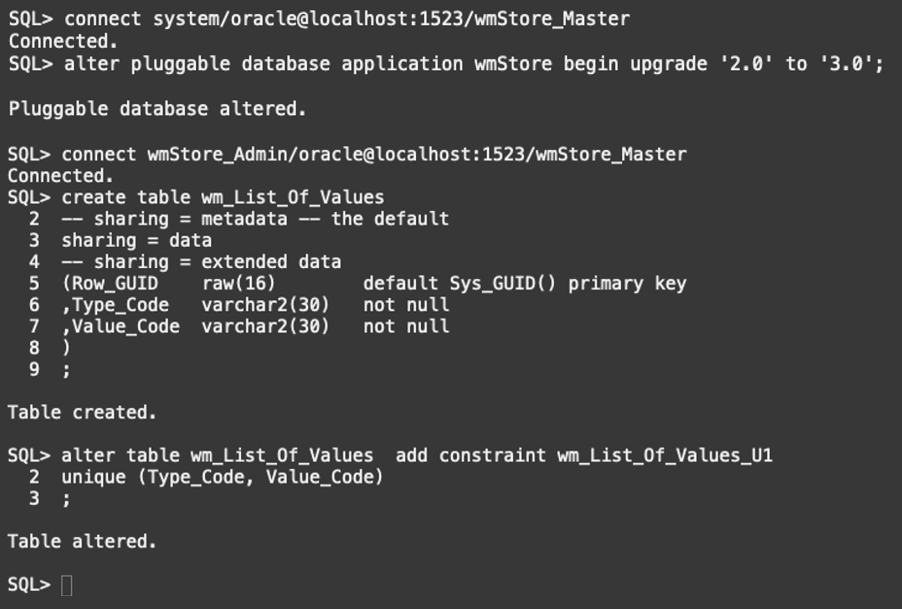 SQL> connect system/oracle@localhost:1523/wmStore_Master
Connected.
SQL> alter pluggable database application wmStore begin upgrade '2.0' to '3.0';
Pluggable database altered.
SQL> connect wmStore_Admin/oracle@localhost:1523/wmStore_Master
Connected.
SQL> create table wm_List_Of_Values
  2  -- sharing = metadata -- the default
  3  sharing = data
  4  -- sharing = extended data
  5  (Row_GUID    raw(16)        default Sys_GUID() primary key
  6  ,Type_Code   varchar2(30)   not null
  7  ,Value_Code  varchar2(30)   not null
  8  )
  9  ;
Table created.
SQL> alter table wm_List_Of_Values  add constraint wm_List_Of_Values_U1
  2  unique (Type_Code, Value_Code)
  3  ;
Table altered.
SQL>